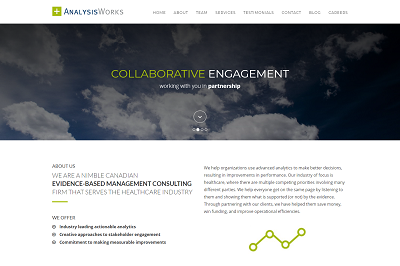 ANALYSISWORKS
HOME ABOUT TEAM SERVICES TESTIMONIALS CONTACT BLOG CAREERS
COLLABORATIVE ENGAGEMENT
working with you in partnership
ABOUT US
WE ARE A NIMBLE CANADIAN
EVIDENCE-BASED MANAGEMENT CONSULTING
FIRM THAT SERVES THE HEALTHCARE INDUSTRY
WE OFFER
Industry leading actionable analytics
Creative approaches to stakeholder engagement
Commitment to making measurable improvements
We help organizations use advanced analytics to make better decisions,
resulting in improvements in performance. Our industry of focus is
healthcare, where there are multiple competing priorities involving many
different parties. We help everyone get on the same page by listening to
them and showing them what is supported (or not) by the evidence.
Through partnering with our clients, we have helped them save money,
win funding, and improve operational efficiencies.